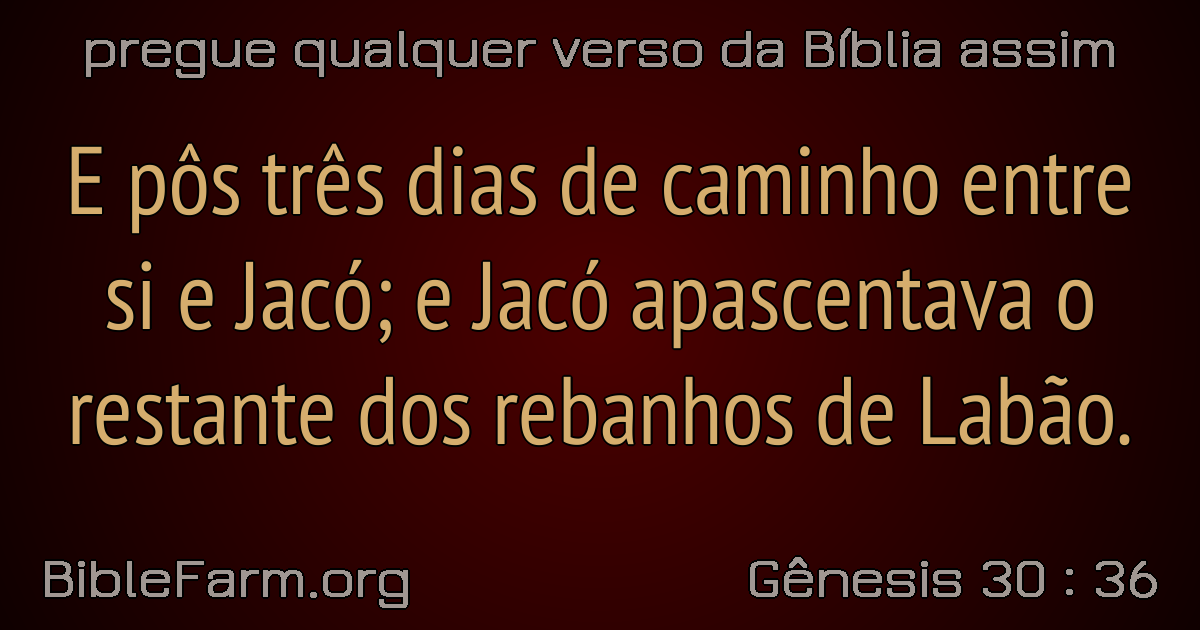 pregue qualquer verso da Bíblia assim
E pôs três dias de caminho entre
si e Jacó; e Jacó apascentava o
restante dos rebanhos de Labão.
BibleFarm.org
Gênesis 30 : 36